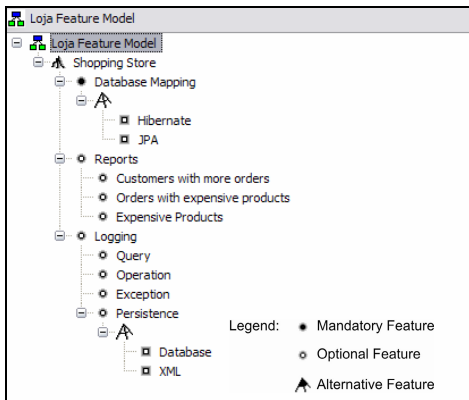 Loja Feature Model
Loja Feature Model
Shopping Store
Database Mapping
Hibernate
JPA
Reports
Customers with more orders
Orders with expensive products
Expensive Products
Logging
Query
Operation
Exception
Persistence
Database
XML
Legend: Mandatory Feature
Optional Feature
Alternative Feature